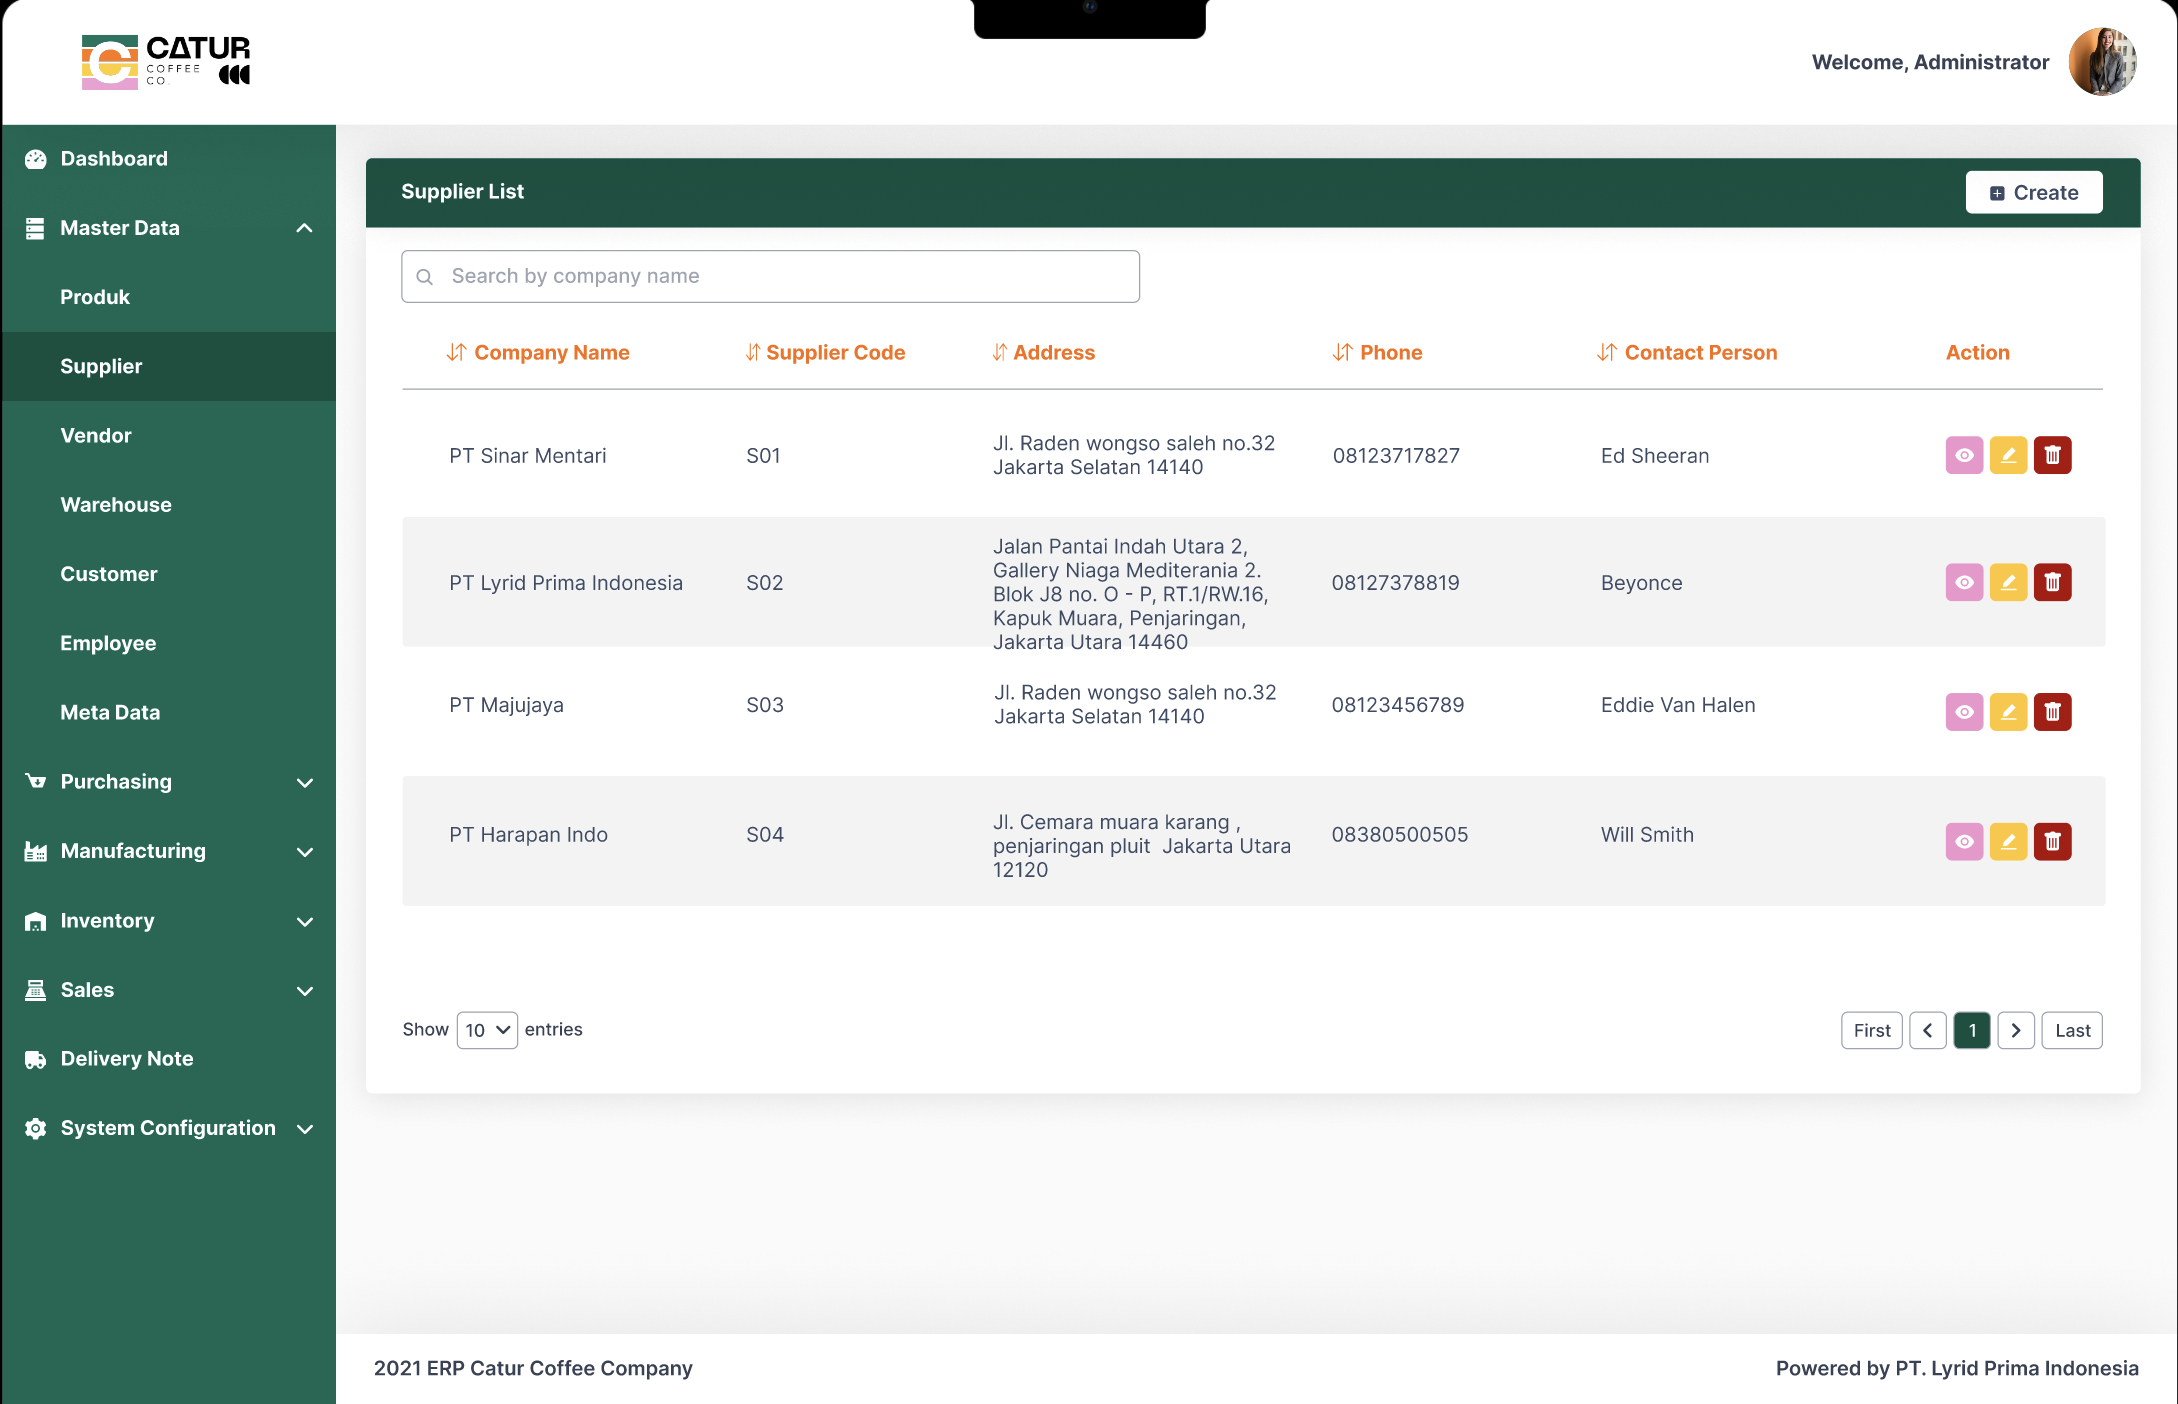 CATUR
COFFEE
CO.
Welcome, Administrator
Dashboard
Master Data
Produk
Supplier
Vendor
Warehouse
Customer
Employee
Meta Data
Purchasing
Manufacturing
Inventory
Sales
Delivery Note
System Configuration
Supplier List
Create
Search by company name
Company Name Supplier Code Address Phone Contact Person Action
PT Sinar Mentari S01 Jl. Raden wongso saleh no.32
Jakarta Selatan 14140 08123717827 Ed Sheeran
PT Lyrid Prima Indonesia S02 Jalan Pantai Indah Utara 2,
Gallery Niaga Mediterania 2.
Blok J8 no. O - P, RT.1/RW.16,
Kapuk Muara, Penjaringan,
Jakarta Utara 14460 08127378819 Beyonce
PT Majujaya S03 Jl. Raden wongso saleh no.32
Jakarta Selatan 14140 08123456789 Eddie Van Halen
PT Harapan Indo S04 Jl. Cemara muara karang ,
penjaringan pluit  Jakarta Utara
12120 08380500505 Will Smith
Show 10 entries
First 1 Last
2021 ERP Catur Coffee Company
Powered by PT. Lyrid Prima Indonesia